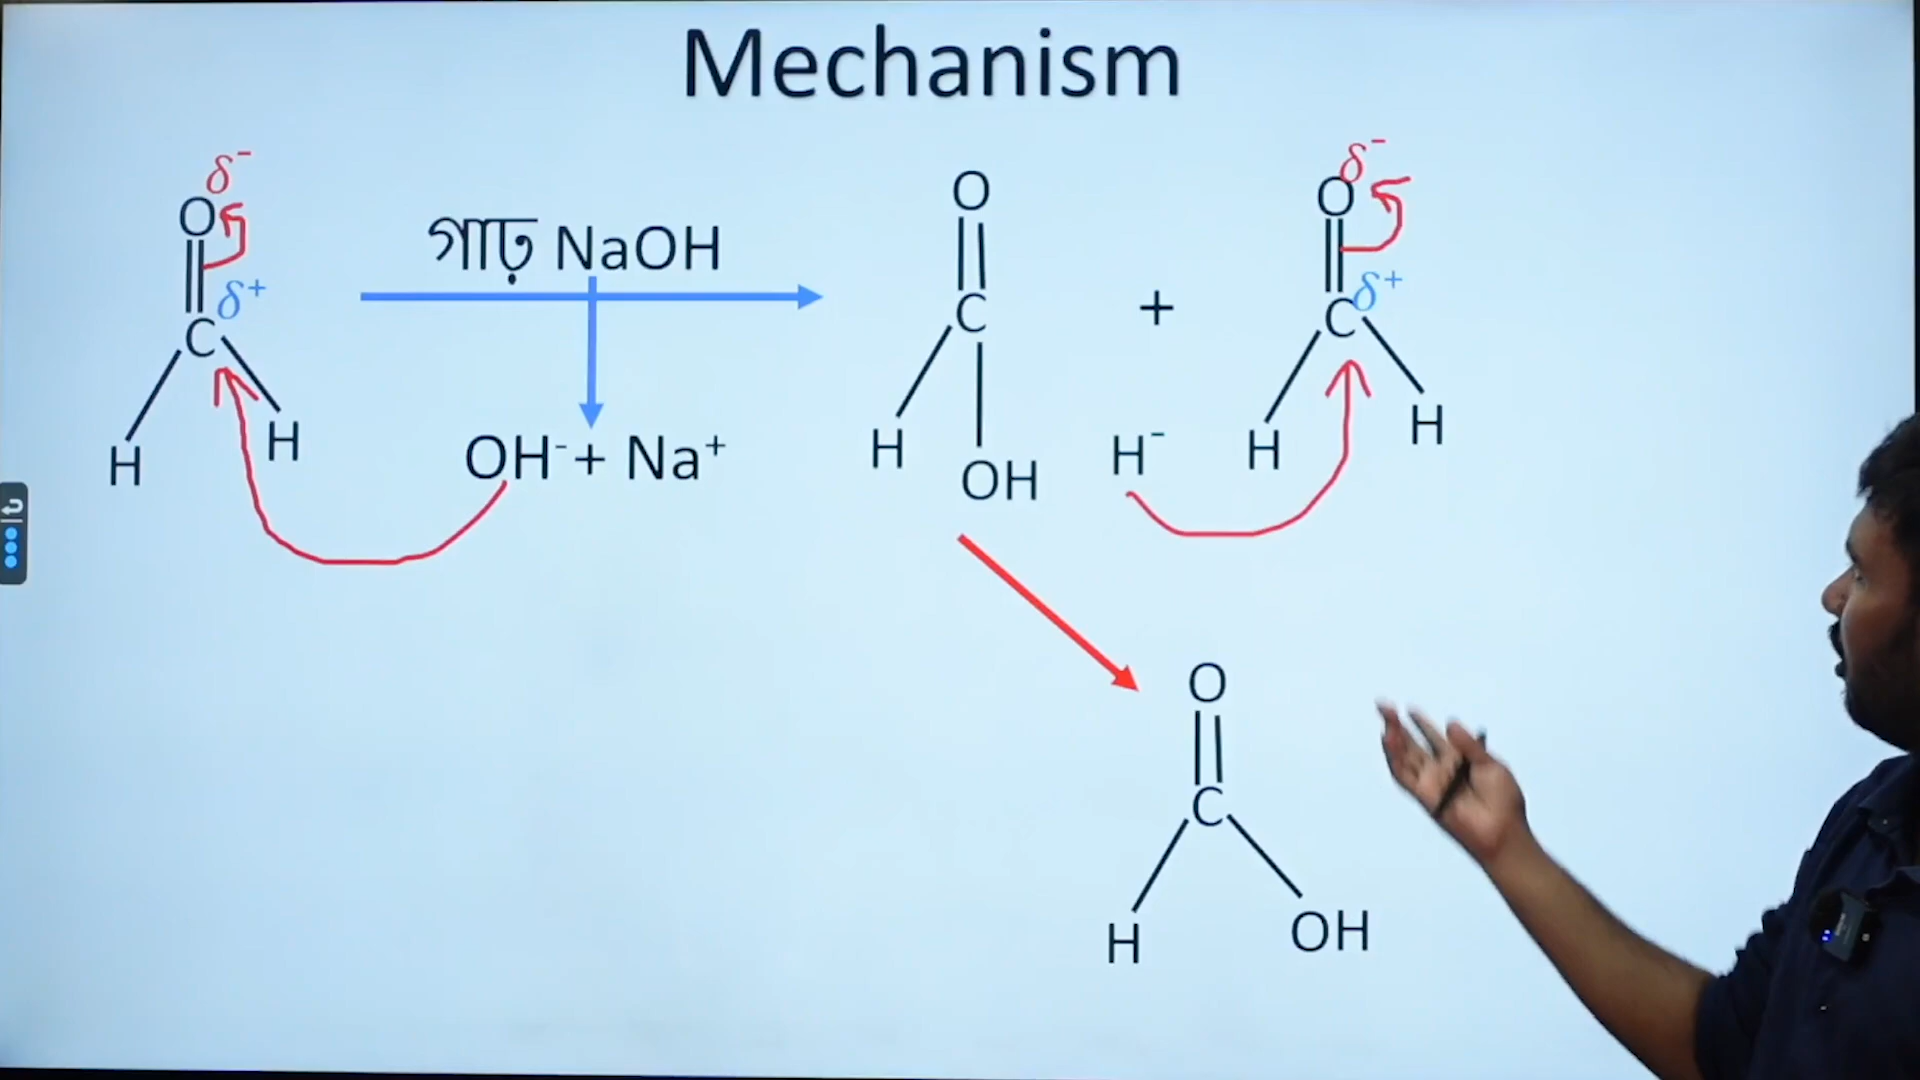 Mechanism
δ⁻
O
δ⁺
C
H
H
গাঢ় NaOH
OH⁻ + Na⁺
O
C
H
OH
+
H⁻
δ⁻
O
δ⁺
C
H
H
O
C
H
OH